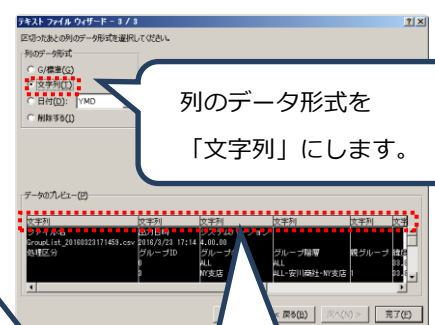 テキスト ファイル ウィザード - 3 / 3
区切ったあとの列のデータ形式を選択してください。
列のデータ形式
G/標準(G)
文字列(T)
日付(D): YMD
削除する(I)
列のデータ形式を
「文字列」にします。
データのプレビュー(P)
文字列 文字列 文字列 文字列 文字列
GroupList_20160323171459.csv 2016/3/23 17:14 4.00.00
処理区分 グループID グループ階層 親グループ
ALL ALL
3 NY支店 ALL-安川商社-NY支店 1
< 戻る(B) 次へ(N) > 完了(F)